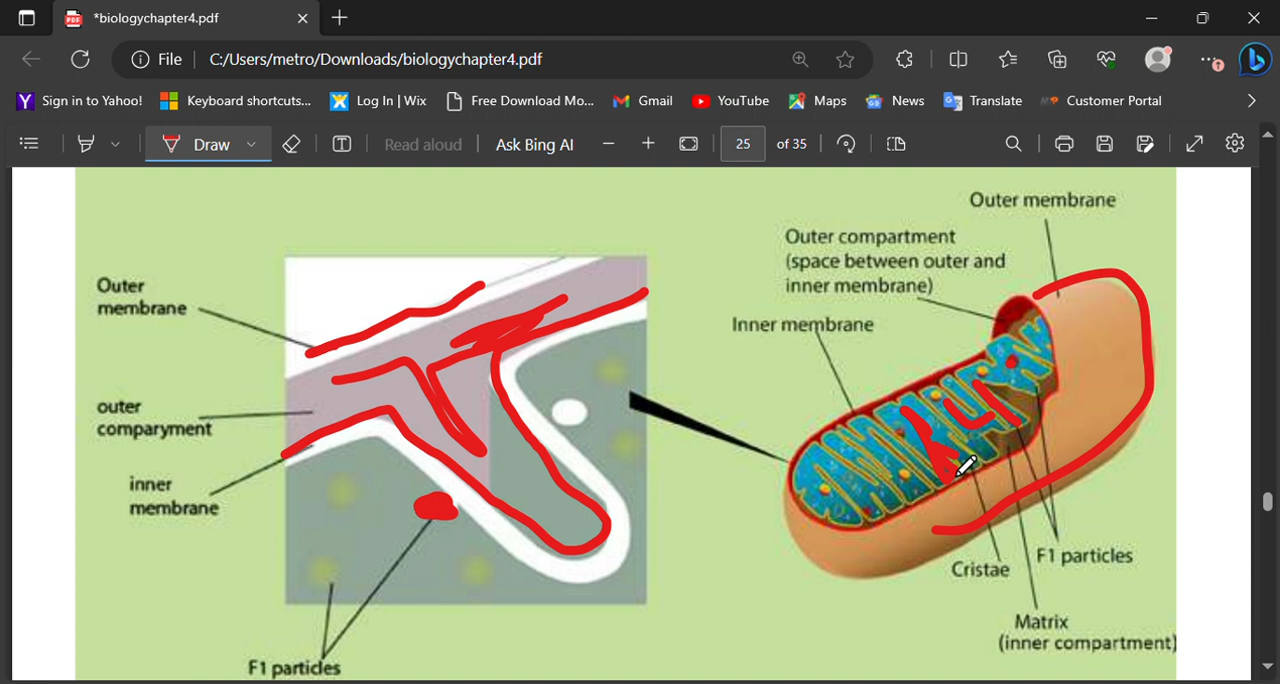 *biologychapter4.pdf
File
C:/Users/metro/Downloads/biologychapter4.pdf
Sign in to Yahoo!
Keyboard shortcuts...
Log In | Wix
Free Download Mo...
Gmail
YouTube
Maps
News
Translate
Customer Portal
Draw
Read aloud
Ask Bing AI
25
of 35
Outer
membrane
outer
comparyment
inner
membrane
F1 particles
Outer membrane
Outer compartment
(space between outer and
inner membrane)
Inner membrane
F1 particles
Cristae
Matrix
(inner compartment)